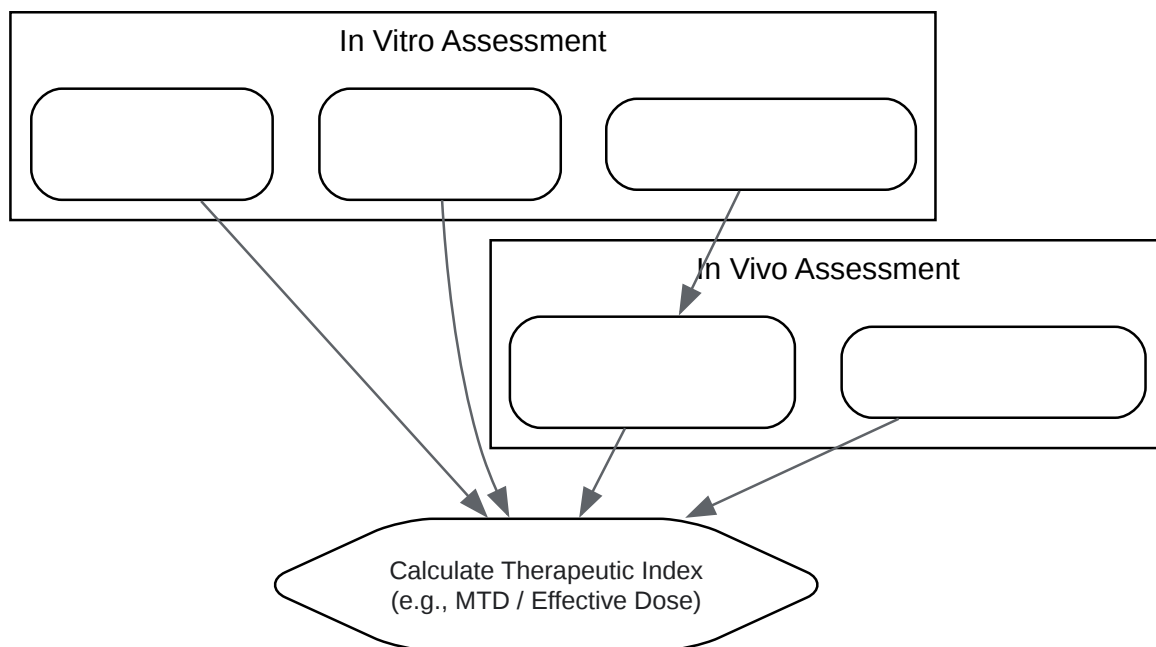 In Vitro Assessment
In Vivo Assessment
Calculate Therapeutic Index
(e.g., MTD / Effective Dose)